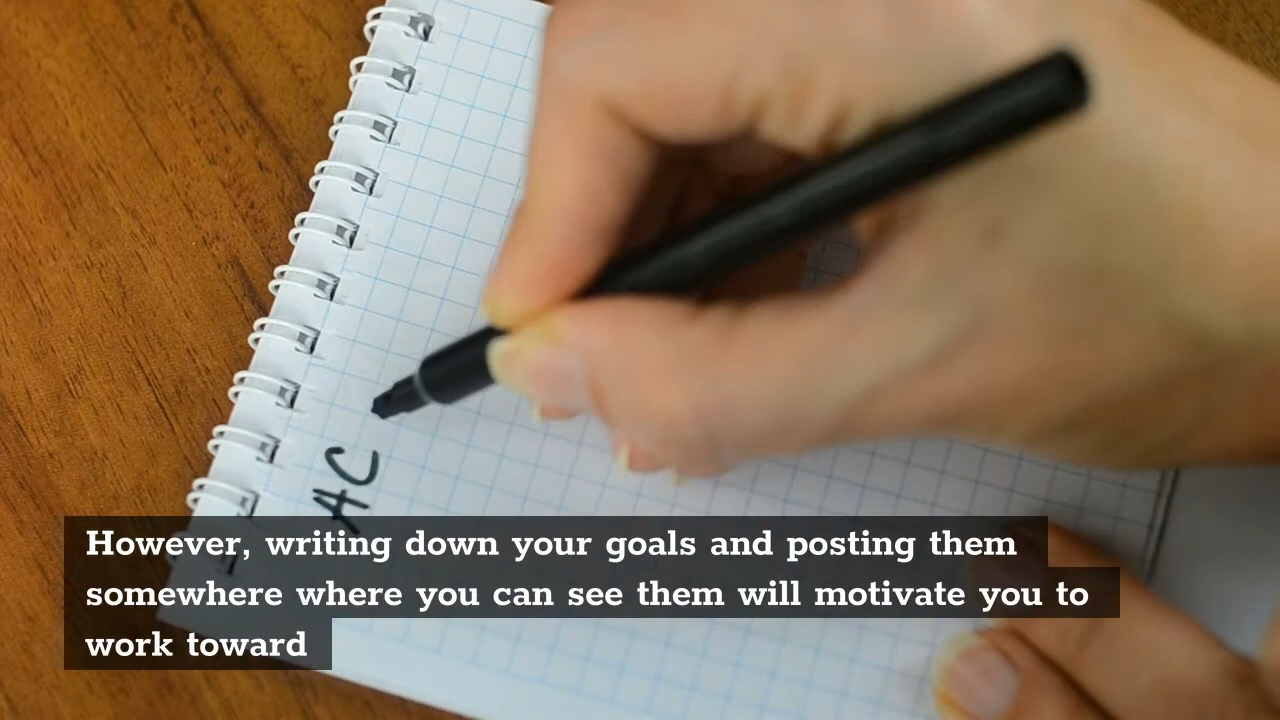 AC
However, writing down your goals and posting them
somewhere where you can see them will motivate you to
work toward